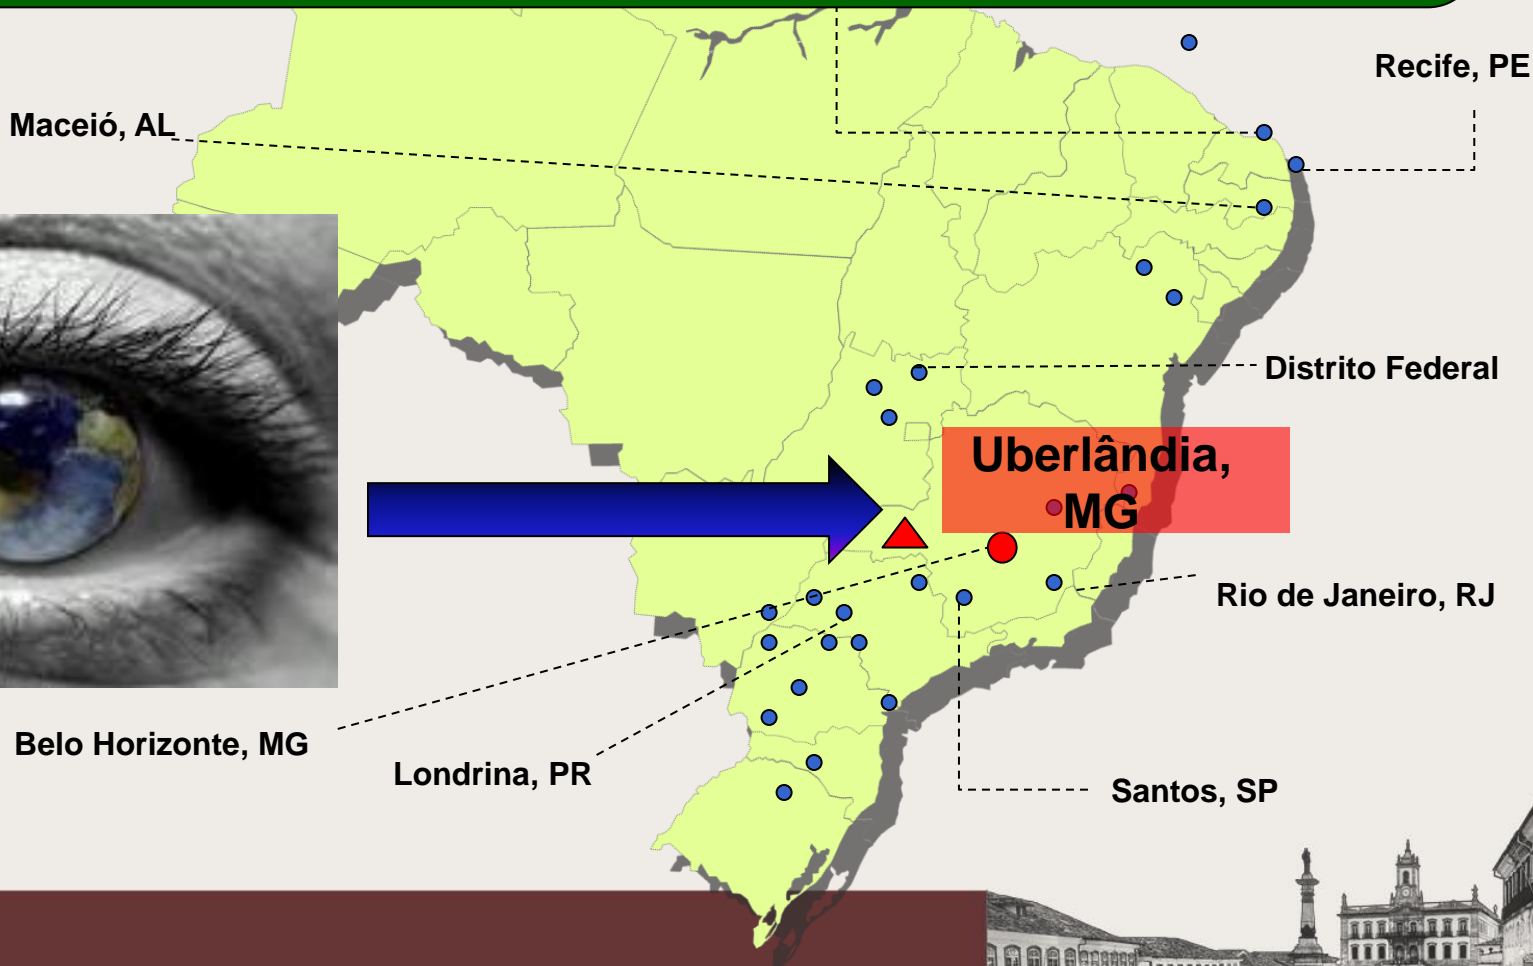 Recife, PE
Maceió, AL
Distrito Federal
Uberlândia,
MG
Rio de Janeiro, RJ
Belo Horizonte, MG
Londrina, PR
Santos, SP